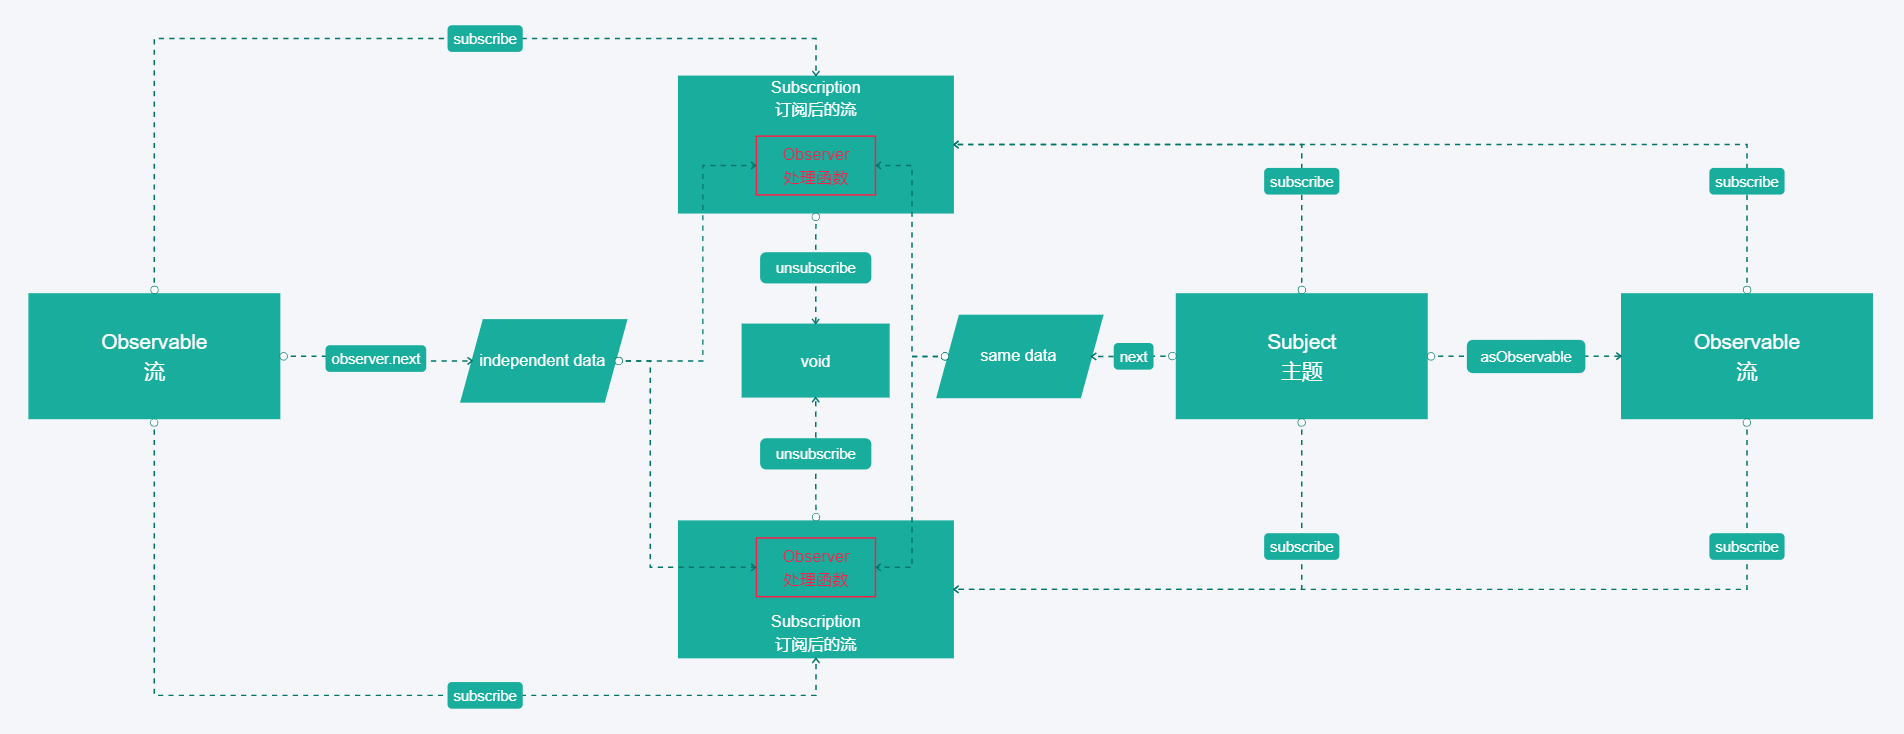 subscribe
Subscription
订阅后的流
Observer
处理函数
subscribe
subscribe
unsubscribe
Observable
流
observer.next
independent data
void
same data
next
Subject
主题
asObservable
Observable
流
unsubscribe
Observer
处理函数
subscribe
subscribe
Subscription
订阅后的流
subscribe